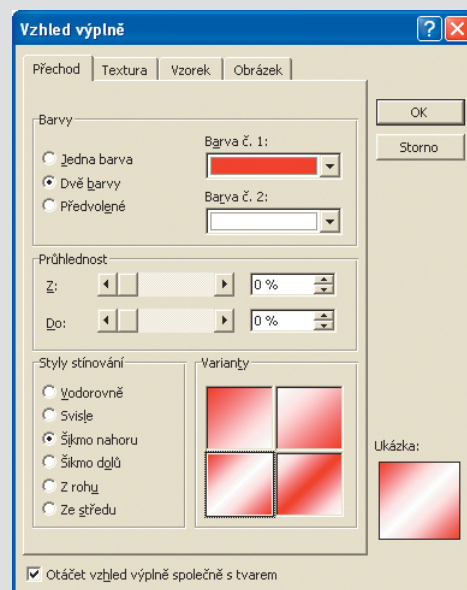 Vzhled výplně
Přechod Textura Vzorek Obrázek
OK
Storno
Barvy
Jedna barva
Dvě barvy
Předvolené
Barva č. 1:
Barva č. 2:
Průhlednost
Z: 0 %
Do: 0 %
Styly stínování
Vodorovně
Svisle
Šikmo nahoru
Šikmo dolů
Z rohu
Ze středu
Varianty
Ukázka:
Otáčet vzhled výplně společně s tvarem